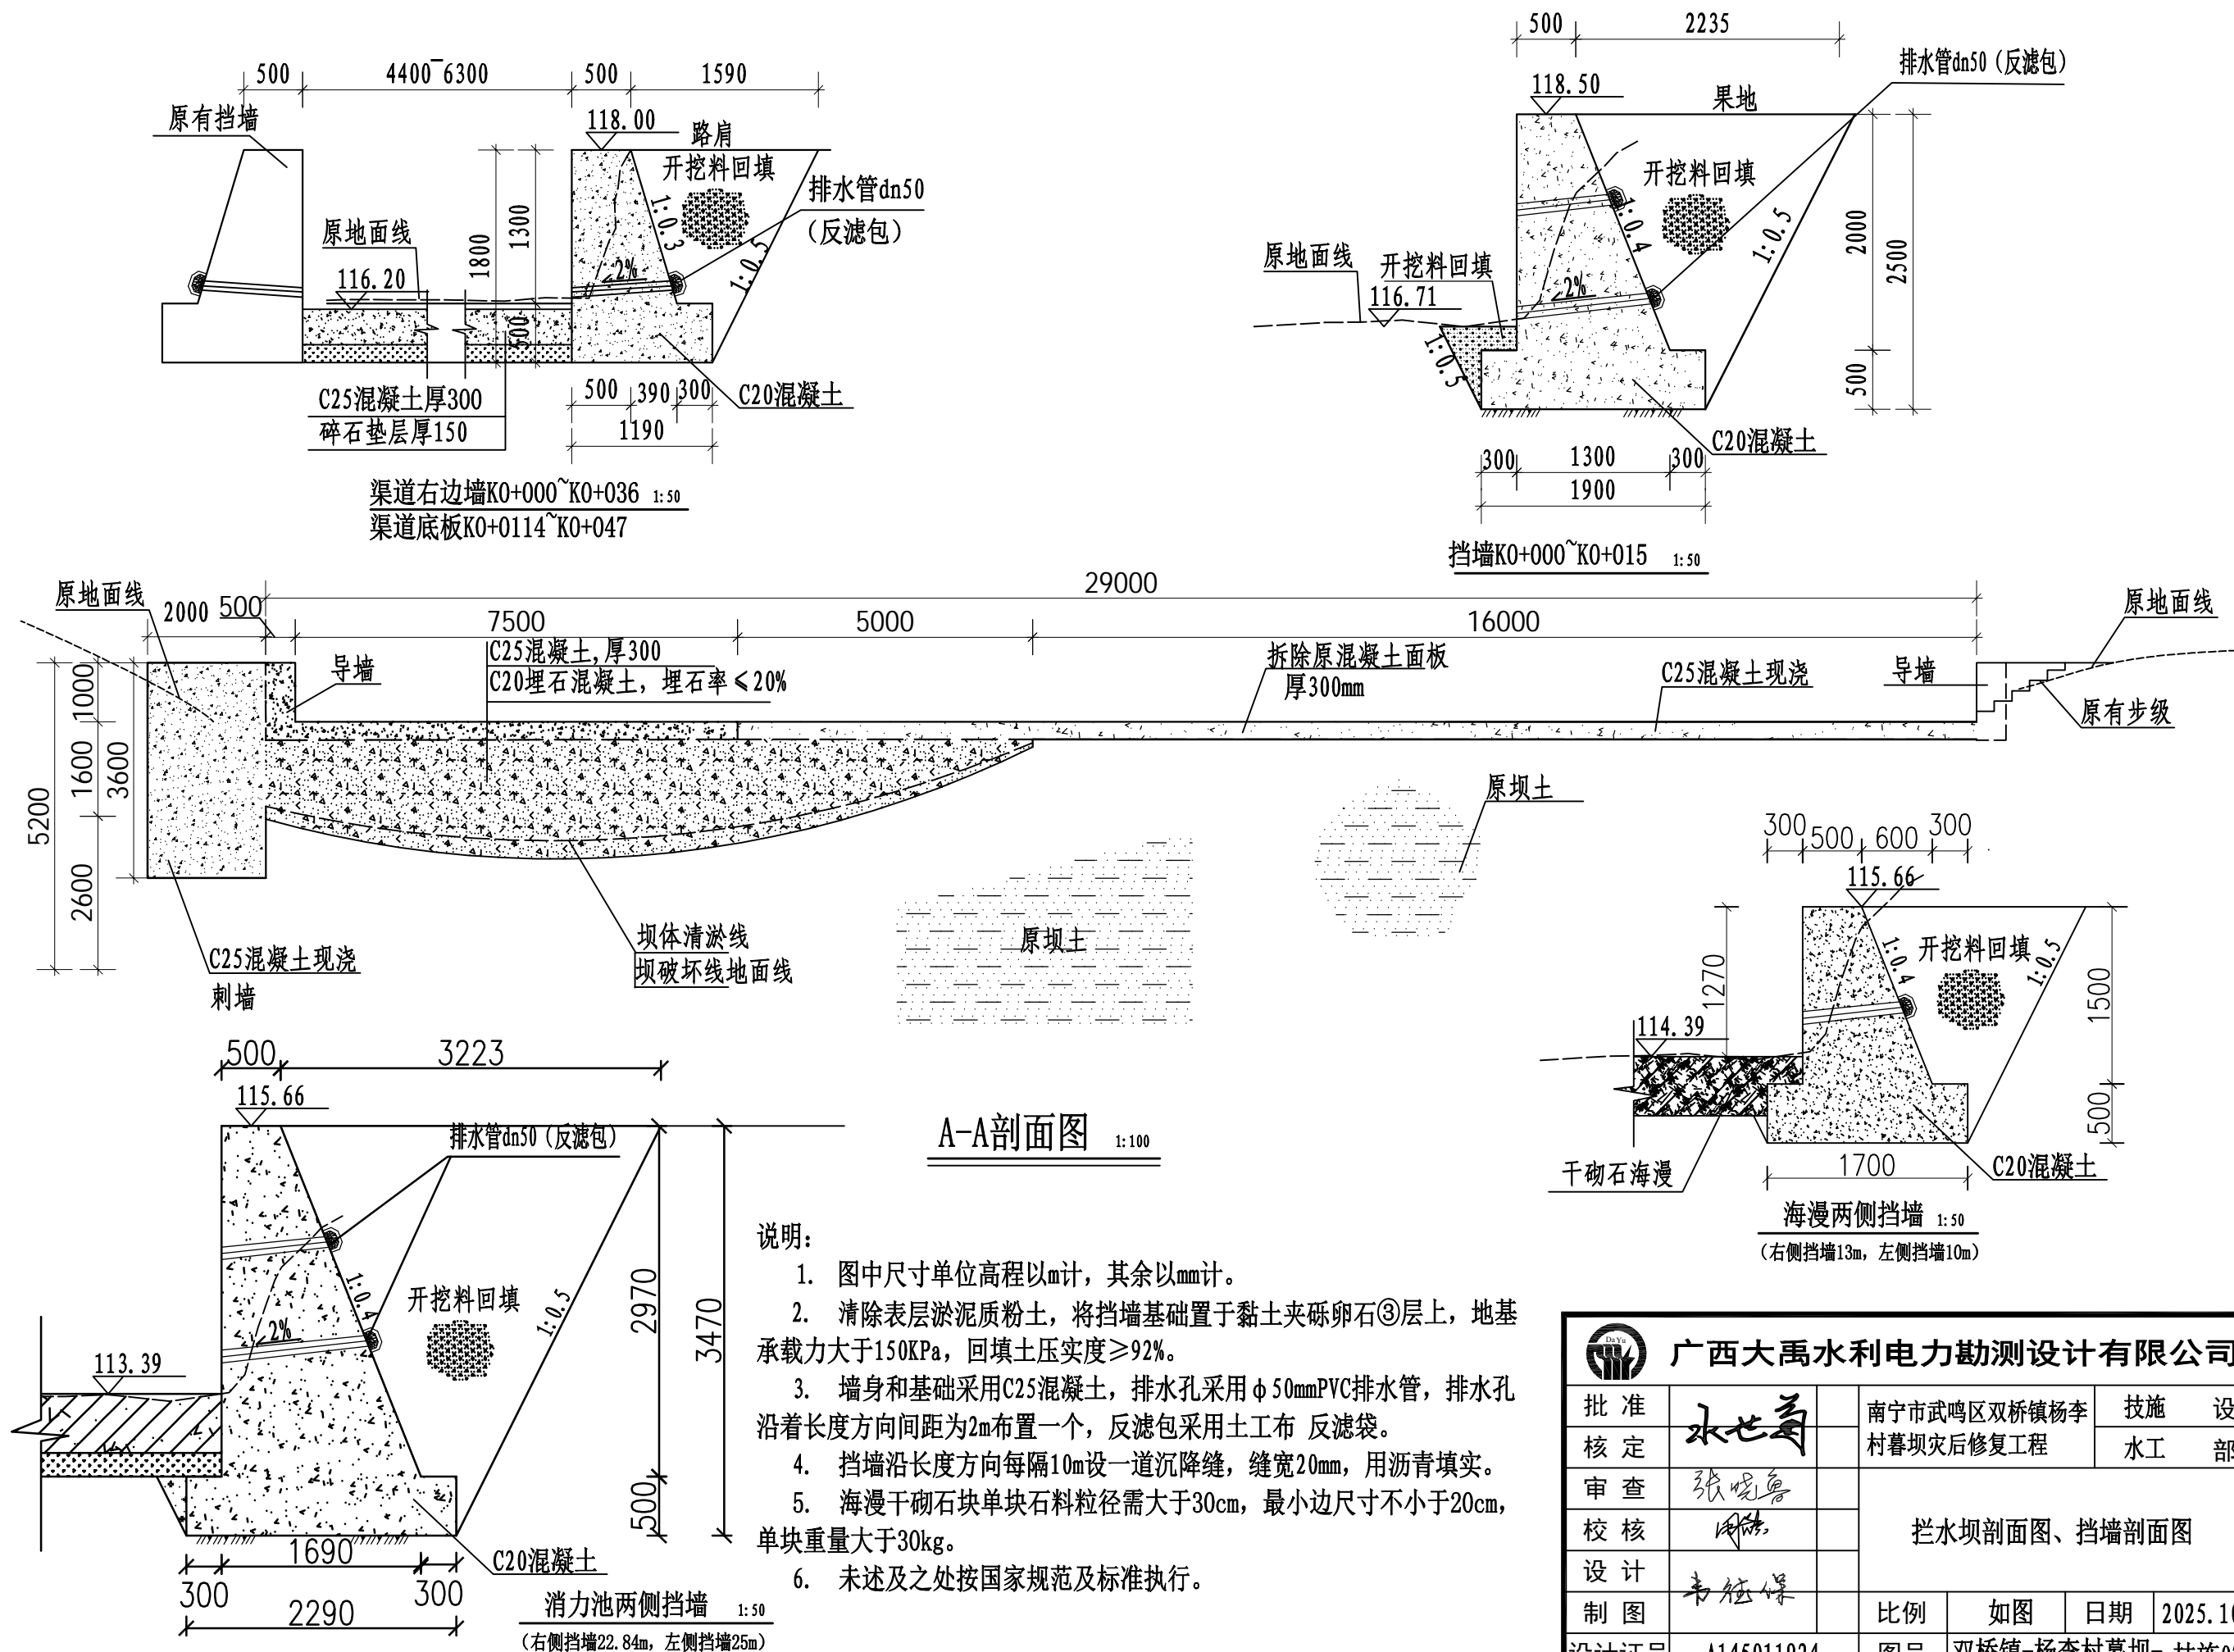 500
4400~6300
500
1590
原有挡墙
118.00
路肩
开挖料回填
排水管dn50
（反滤包）
原地面线
116.20
1800
1300
500
1:0.3
1:0.5
2%
C25混凝土厚300
碎石垫层厚150
500
390
300
1190
C20混凝土
渠道右边墙K0+000~K0+036 1:50
渠道底板K0+0114~K0+047
500
2235
118.50
果地
排水管dn50（反滤包）
开挖料回填
1:0.4
1:0.5
2000
2500
500
原地面线
开挖料回填
116.71
2%
1:0.5
C20混凝土
300
1300
300
1900
挡墙K0+000~K0+015 1:50
29000
原地面线
2000
500
7500
5000
16000
原地面线
导墙
C25混凝土,厚300
C20埋石混凝土，埋石率≤20%
拆除原混凝土面板
厚300mm
C25混凝土现浇
导墙
原有步级
5200
1000
1600
3600
2600
C25混凝土现浇
刺墙
坝体清淤线
坝破坏线地面线
原坝土
原坝土
A-A剖面图 1:100
300
500
600
300
115.66
开挖料回填
1:0.4
1:0.5
1270
114.39
1500
500
干砌石海漫
1700
C20混凝土
海漫两侧挡墙 1:50
（右侧挡墙13m，左侧挡墙10m）
500
3223
115.66
排水管dn50（反滤包）
1:0.4
开挖料回填
1:0.5
2970
3470
2%
113.39
500
1690
300
300
2290
C20混凝土
消力池两侧挡墙 1:50
（右侧挡墙22.84m，左侧挡墙25m）
说明：
1. 图中尺寸单位高程以m计，其余以mm计。
2. 清除表层淤泥质粉土，将挡墙基础置于黏土夹砾卵石③层上，地基
承载力大于150KPa，回填土压实度≥92%。
3. 墙身和基础采用C25混凝土，排水孔采用φ50mmPVC排水管，排水孔
沿着长度方向间距为2m布置一个，反滤包采用土工布 反滤袋。
4. 挡墙沿长度方向每隔10m设一道沉降缝，缝宽20mm，用沥青填实。
5. 海漫干砌石块单块石料粒径需大于30cm，最小边尺寸不小于20cm，
单块重量大于30kg。
6. 未述及之处按国家规范及标准执行。
DaYu
广西大禹水利电力勘测设计有限公司
批 准
核 定
南宁市武鸣区双桥镇杨李
村暮坝灾后修复工程
技施 设
水工 部
审 查
张晓鲁
校 核
设 计
拦水坝剖面图、挡墙剖面图
制 图
比例
如图
日期
2025.10
设计证号
A145011924
图号
双桥镇-杨李村暮坝-